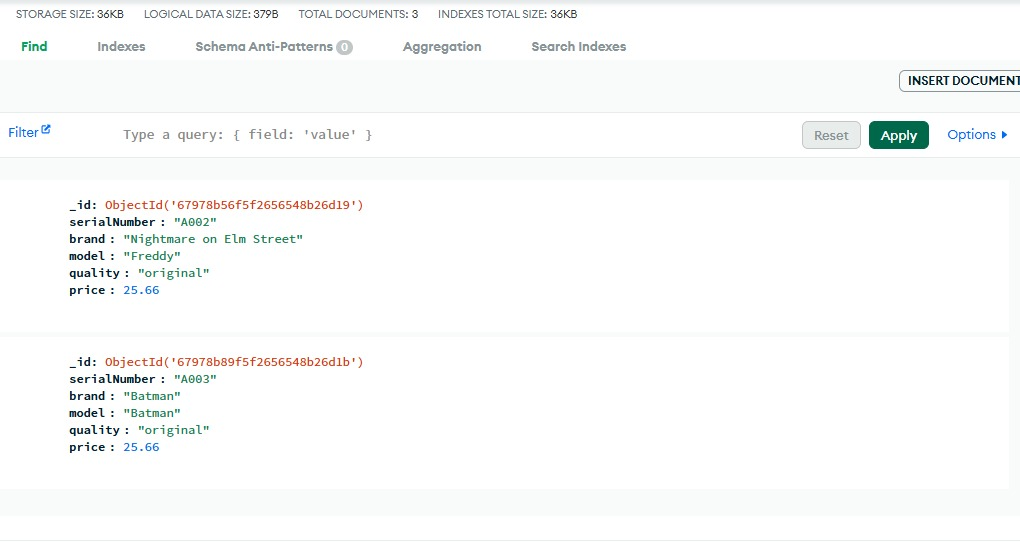 STORAGE SIZE: 36KB LOGICAL DATA SIZE: 379B TOTAL DOCUMENTS: 3 INDEXES TOTAL SIZE: 36KB
Find Indexes Schema Anti-Patterns 0 Aggregation Search Indexes
INSERT DOCUMENT
Filter Type a query: { field: 'value' } Reset Apply Options
_id: ObjectId('67978b56f5f2656548b26d19')
serialNumber : "A002"
brand : "Nightmare on Elm Street"
model : "Freddy"
quality : "original"
price : 25.66
_id: ObjectId('67978b89f5f2656548b26d1b')
serialNumber : "A003"
brand : "Batman"
model : "Batman"
quality : "original"
price : 25.66